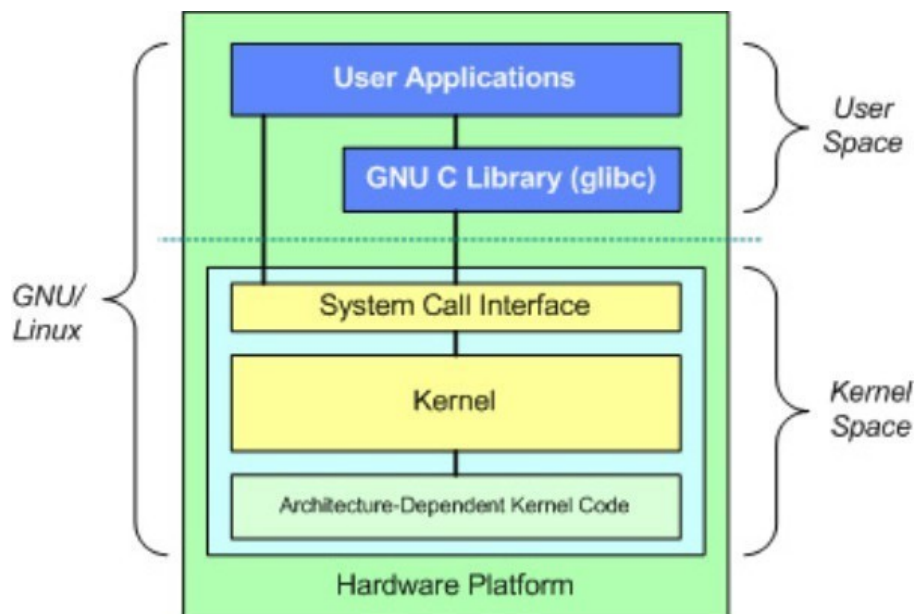 User Applications
User
Space
GNU C Library (glibc)
GNU/
Linux
System Call Interface
Kernel
Kernel
Space
Architecture-Dependent Kernel Code
Hardware Platform